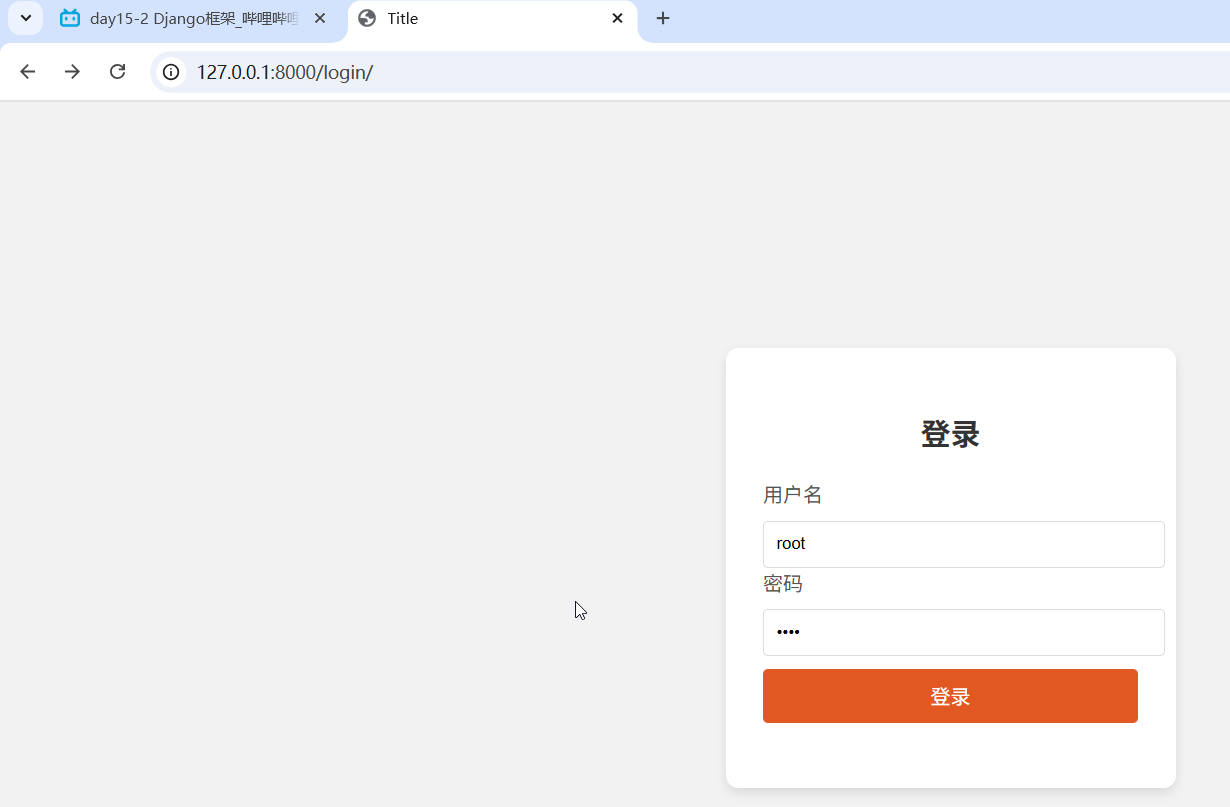 day15-2 Django框架_哔哩哔哩
Title
127.0.0.1:8000/login/
登录
用户名
root
密码
••••
登录